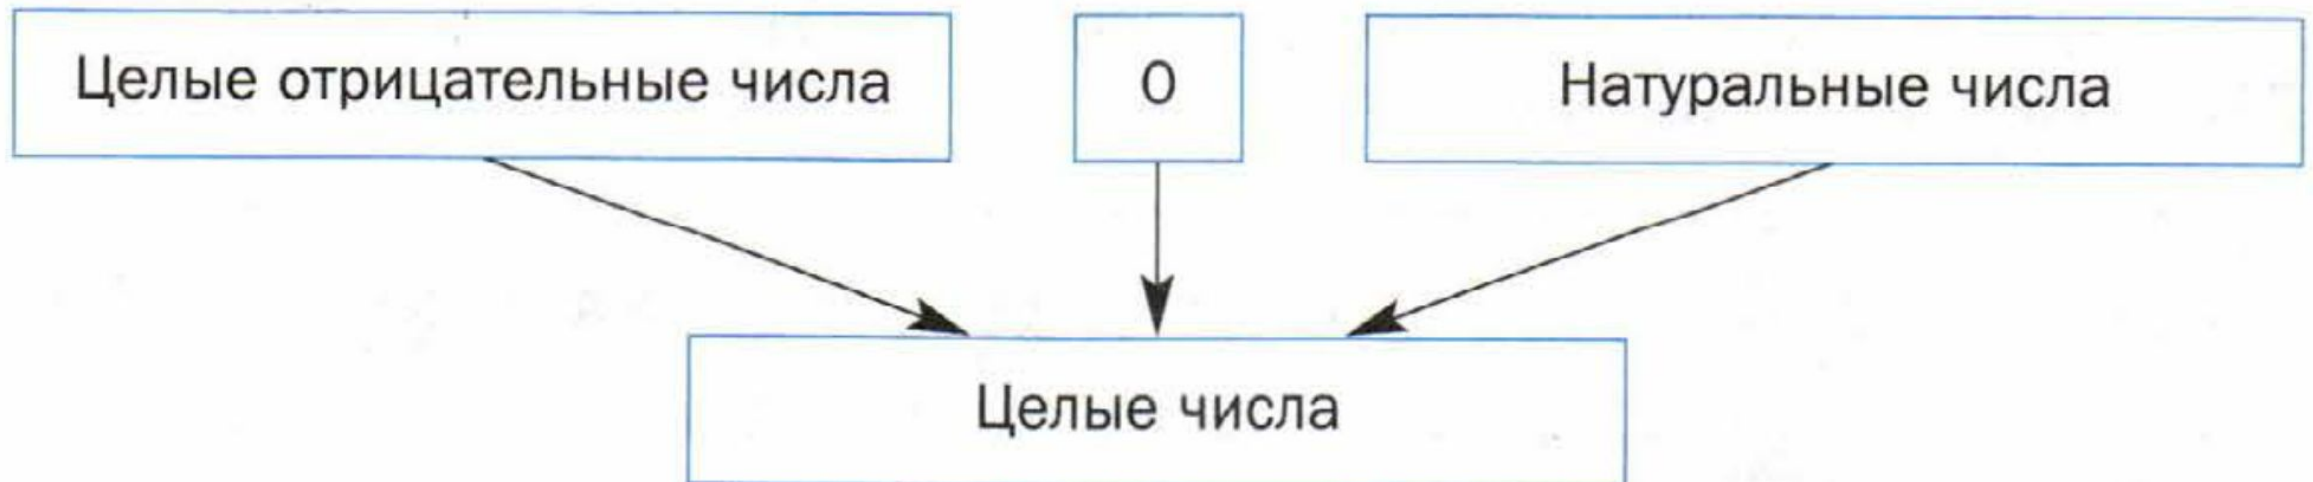 Целые отрицательные числа
0
Натуральные числа
Целые числа